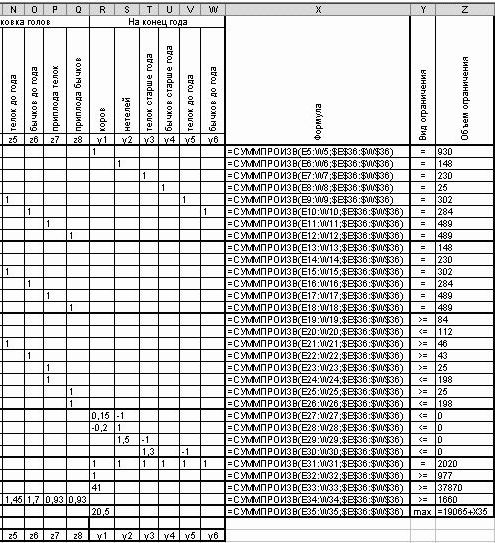 N O P Q R S T U V W X Y Z
ковка голов На конец года
телок до года бычков до года приплода телок приплода бычков коров нетелей телок старше года бычков старше года телок до года бычков до года Формула Вид ограничения Объем ограничения
z5 z6 z7 z8 y1 y2 y3 y4 y5 y6
1 =СУММПРОИЗВ(E5:W5;$E$36:$W$36) = 930
1 =СУММПРОИЗВ(E6:W6;$E$36:$W$36) = 148
1 =СУММПРОИЗВ(E7:W7;$E$36:$W$36) = 230
1 =СУММПРОИЗВ(E8:W8;$E$36:$W$36) = 25
1 1 =СУММПРОИЗВ(E9:W9;$E$36:$W$36) = 302
1 1 =СУММПРОИЗВ(E10:W10;$E$36:$W$36) = 284
1 =СУММПРОИЗВ(E11:W11;$E$36:$W$36) = 489
1 =СУММПРОИЗВ(E12:W12;$E$36:$W$36) = 489
=СУММПРОИЗВ(E13:W13;$E$36:$W$36) = 148
=СУММПРОИЗВ(E14:W14;$E$36:$W$36) = 230
1 =СУММПРОИЗВ(E15:W15;$E$36:$W$36) = 302
1 =СУММПРОИЗВ(E16:W16;$E$36:$W$36) = 284
1 =СУММПРОИЗВ(E17:W17;$E$36:$W$36) = 489
1 =СУММПРОИЗВ(E18:W18;$E$36:$W$36) = 489
=СУММПРОИЗВ(E19:W19;$E$36:$W$36) >= 84
=СУММПРОИЗВ(E20:W20;$E$36:$W$36) <= 112
1 =СУММПРОИЗВ(E21:W21;$E$36:$W$36) >= 46
1 =СУММПРОИЗВ(E22:W22;$E$36:$W$36) <= 43
1 =СУММПРОИЗВ(E23:W23;$E$36:$W$36) >= 25
1 =СУММПРОИЗВ(E24:W24;$E$36:$W$36) <= 198
1 =СУММПРОИЗВ(E25:W25;$E$36:$W$36) >= 25
1 =СУММПРОИЗВ(E26:W26;$E$36:$W$36) <= 198
0,15 -1 =СУММПРОИЗВ(E27:W27;$E$36:$W$36) <= 0
-0,2 1 =СУММПРОИЗВ(E28:W28;$E$36:$W$36) <= 0
1,5 -1 =СУММПРОИЗВ(E29:W29;$E$36:$W$36) <= 0
1,3 -1 =СУММПРОИЗВ(E30:W30;$E$36:$W$36) <= 0
1 1 1 1 1 1 =СУММПРОИЗВ(E31:W31;$E$36:$W$36) = 2020
1 =СУММПРОИЗВ(E32:W32;$E$36:$W$36) >= 977
41 =СУММПРОИЗВ(E33:W33;$E$36:$W$36) >= 37870
1,45 1,7 0,93 0,93 =СУММПРОИЗВ(E34:W34;$E$36:$W$36) >= 1660
20,5 =СУММПРОИЗВ(E35:W35;$E$36:$W$36) max =19065+X35
z5 z6 z7 z8 y1 y2 y3 y4 y5 y6